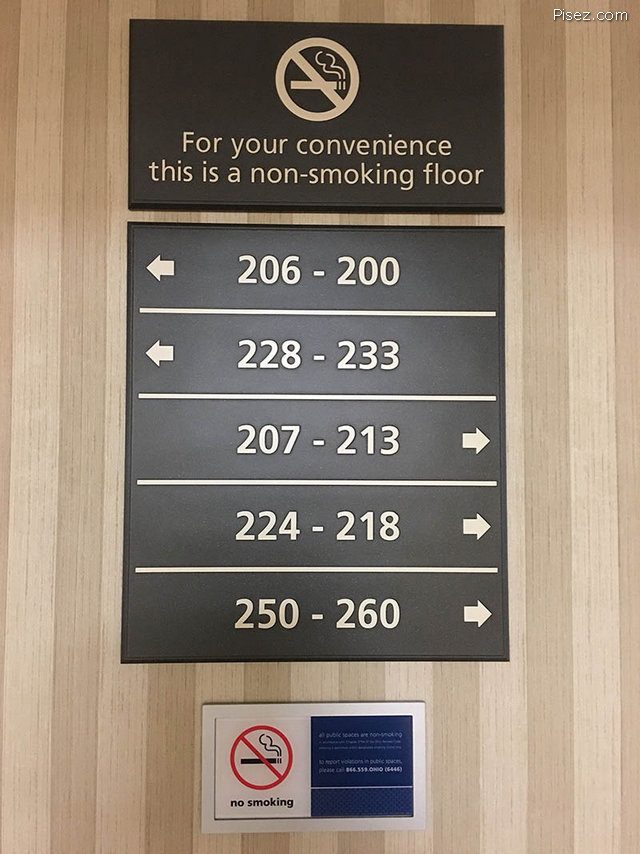 Pisez.com
For your convenience
this is a non-smoking floor
206 - 200
228 - 233
207 - 213
224 - 218
250 - 260
no smoking
all public spaces are non-smoking
to report violations in public spaces,
please call 866.559.OHIO (6446)